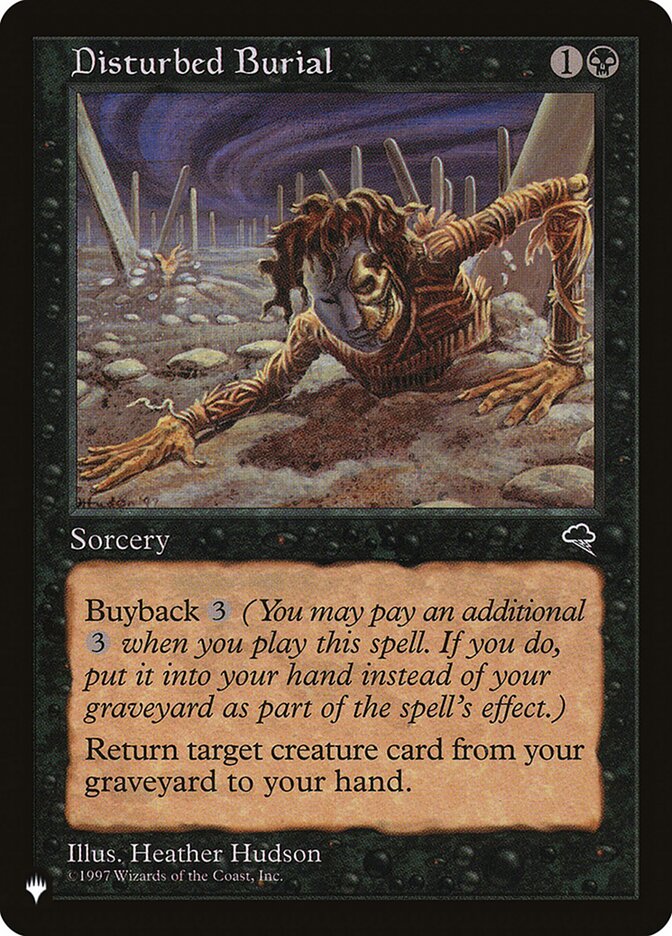 Disturbed Burial 1
Hudson '97
Sorcery
Buyback 3 (You may pay an additional
3 when you play this spell. If you do,
put it into your hand instead of your
graveyard as part of the spell's effect.)
Return target creature card from your
graveyard to your hand.
Illus. Heather Hudson
©1997 Wizards of the Coast, Inc.